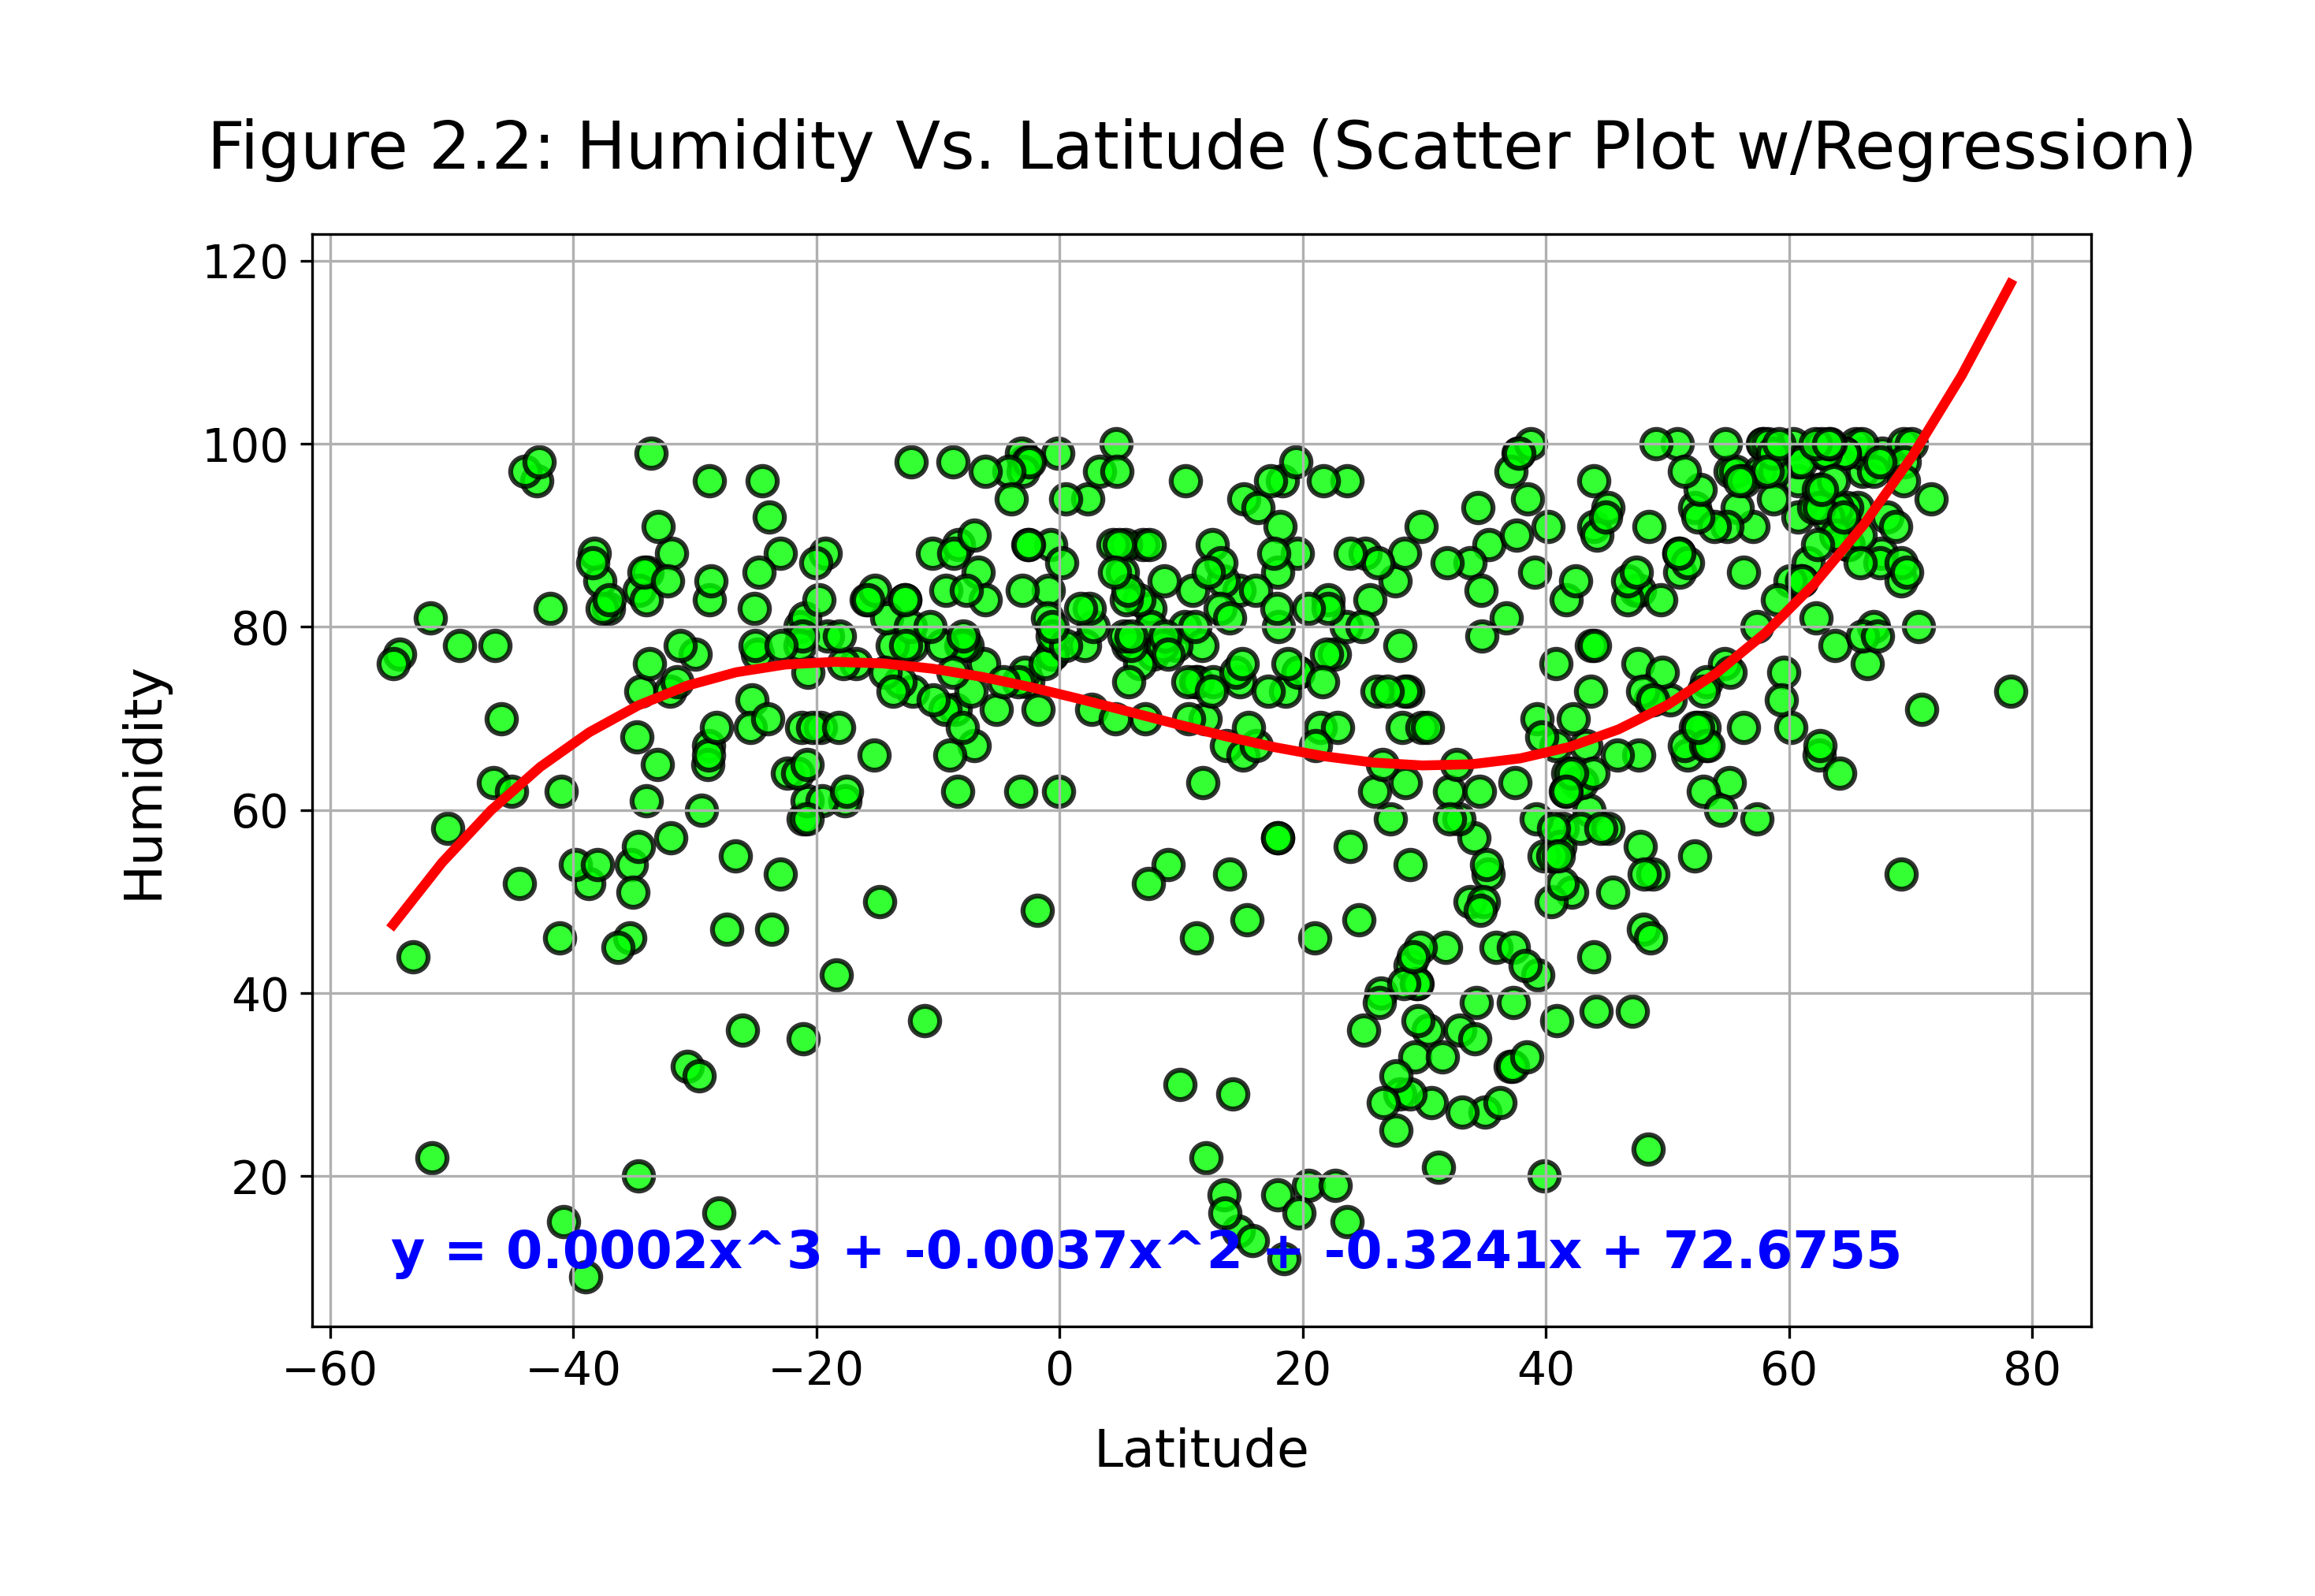 Figure 2.2: Humidity Vs. Latitude (Scatter Plot w/Regression)
120
100
80
60
40
20
Humidity
y = 0.0002x^3 + -0.0037x^2 + -0.3241x + 72.6755
−60 −40 −20 0 20 40 60 80
Latitude